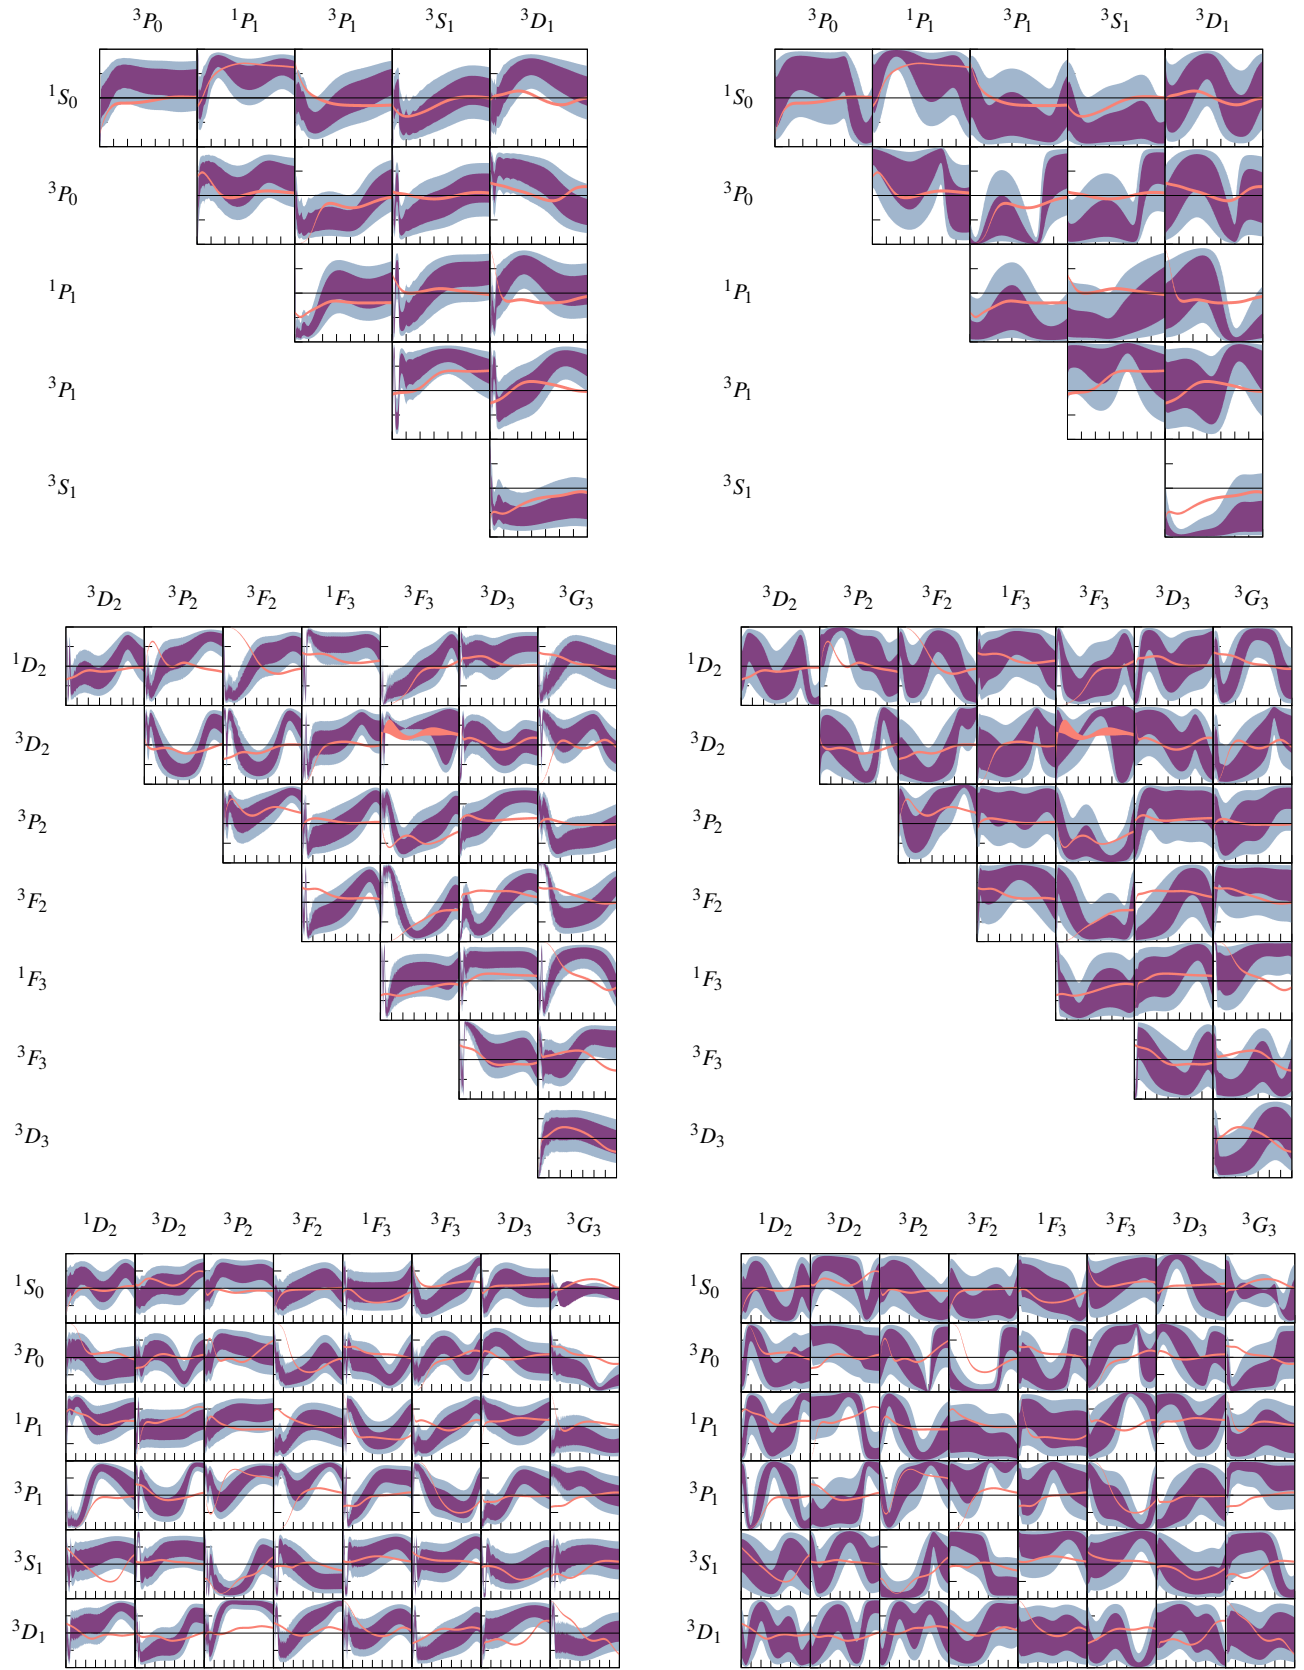 ³P₀ ¹P₁ ³P₁ ³S₁ ³D₁
¹S₀
³P₀
¹P₁
³P₁
³S₁
³P₀ ¹P₁ ³P₁ ³S₁ ³D₁
¹S₀
³P₀
¹P₁
³P₁
³S₁
³D₂ ³P₂ ³F₂ ¹F₃ ³F₃ ³D₃ ³G₃
¹D₂
³D₂
³P₂
³F₂
¹F₃
³F₃
³D₃
³D₂ ³P₂ ³F₂ ¹F₃ ³F₃ ³D₃ ³G₃
¹D₂
³D₂
³P₂
³F₂
¹F₃
³F₃
³D₃
¹D₂ ³D₂ ³P₂ ³F₂ ¹F₃ ³F₃ ³D₃ ³G₃
¹S₀
³P₀
¹P₁
³P₁
³S₁
³D₁
¹D₂ ³D₂ ³P₂ ³F₂ ¹F₃ ³F₃ ³D₃ ³G₃
¹S₀
³P₀
¹P₁
³P₁
³S₁
³D₁